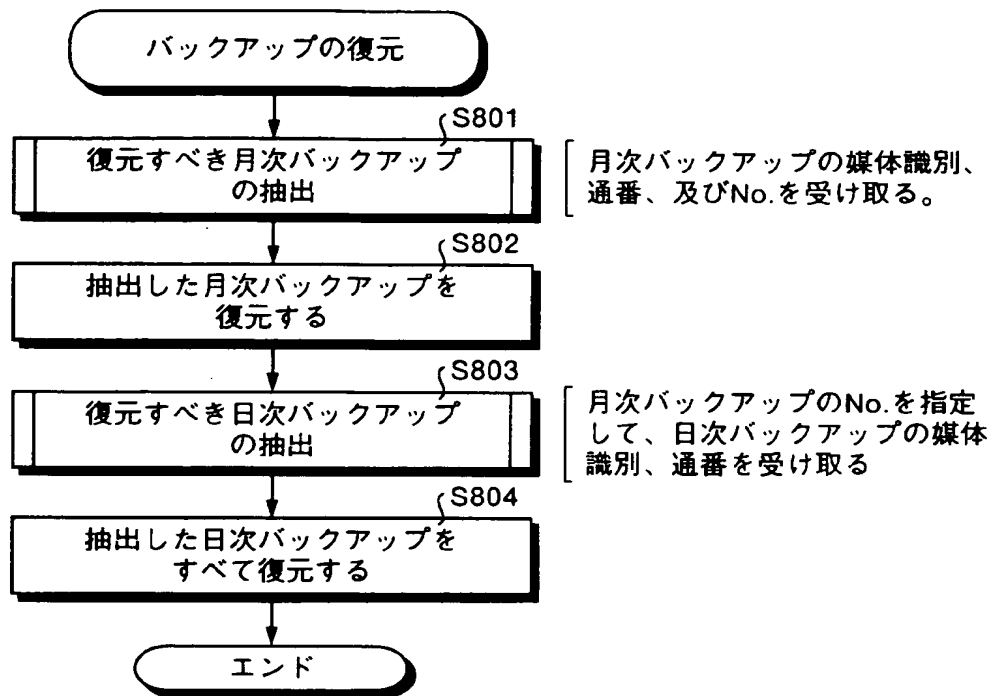 バックアップの復元
S801
復元すべき月次バックアップ
の抽出
月次バックアップの媒体識別、
通番、及びNo.を受け取る。
S802
抽出した月次バックアップを
復元する
S803
復元すべき日次バックアップ
の抽出
月次バックアップのNo.を指定
して、日次バックアップの媒体
識別、通番を受け取る
S804
抽出した日次バックアップを
すべて復元する
エンド